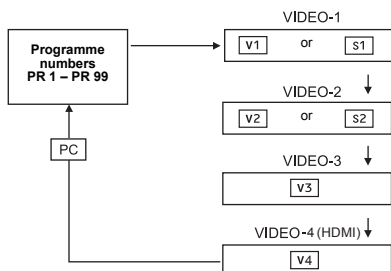 VIDEO-1
Programme
numbers
PR 1 – PR 99
V1 or S1
VIDEO-2
V2 or S2
PC
VIDEO-3
V3
VIDEO-4 (HDMI)
V4